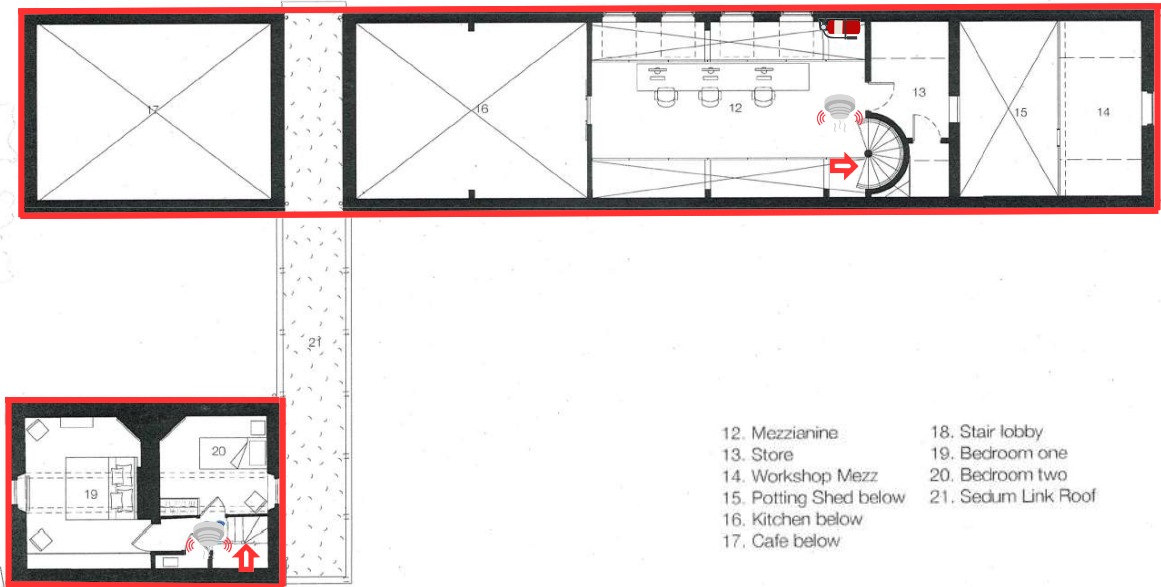 17
16
12
13
15
14
21
20
19
12. Mezzianine
13. Store
14. Workshop Mezz
15. Potting Shed below
16. Kitchen below
17. Cafe below
18. Stair lobby
19. Bedroom one
20. Bedroom two
21. Sedum Link Roof